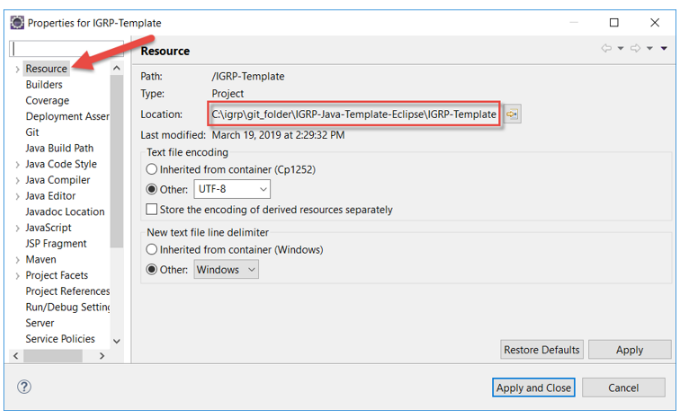 Properties for IGRP-Template
Resource
Resource
Builders
Coverage
Deployment Asser
Git
Java Build Path
Java Code Style
Java Compiler
Java Editor
Javadoc Location
JavaScript
JSP Fragment
Maven
Project Facets
Project References
Run/Debug Setting
Server
Service Policies
Path: /IGRP-Template
Type: Project
Location: C:\igrp\git_folder\IGRP-Java-Template-Eclipse\IGRP-Template
Last modified: March 19, 2019 at 2:29:32 PM
Text file encoding
Inherited from container (Cp1252)
Other: UTF-8
Store the encoding of derived resources separately
New text file line delimiter
Inherited from container (Windows)
Other: Windows
Restore Defaults Apply
? Apply and Close Cancel